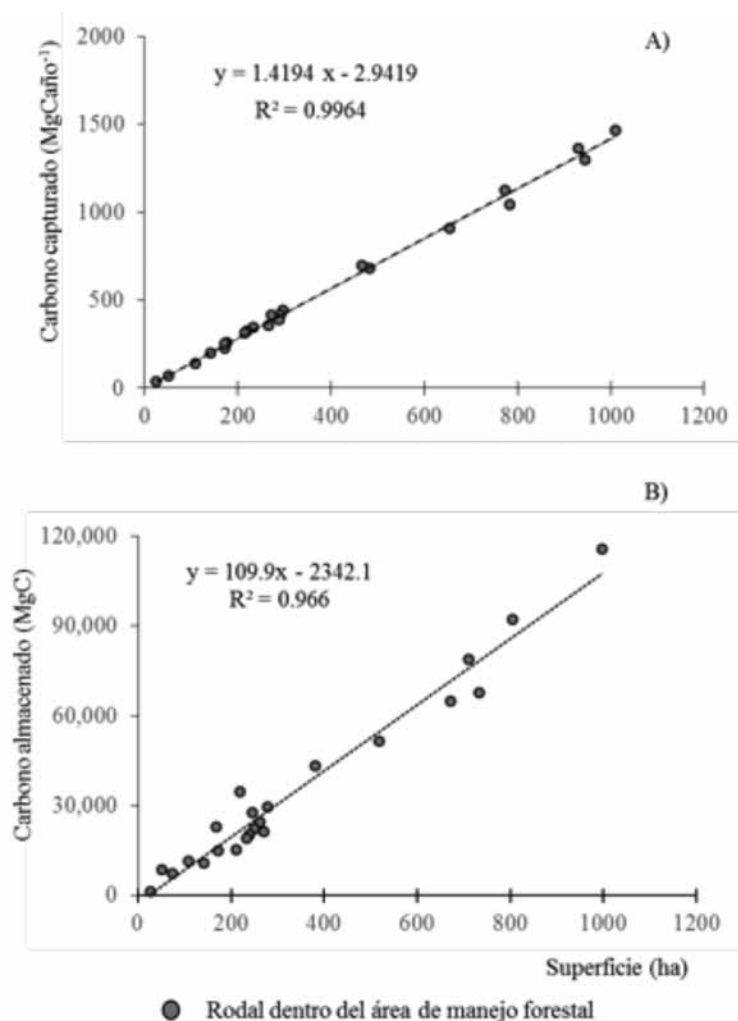 A)
y = 1.4194 x - 2.9419
R² = 0.9964
Carbono capturado (MgCaño⁻¹)
2000
1500
1000
500
0
0 200 400 600 800 1000 1200
B)
y = 109.9x - 2342.1
R² = 0.966
Carbono almacenado (MgC)
120,000
90,000
60,000
30,000
0
0 200 400 600 800 1000 1200
Superficie (ha)
Rodal dentro del área de manejo forestal